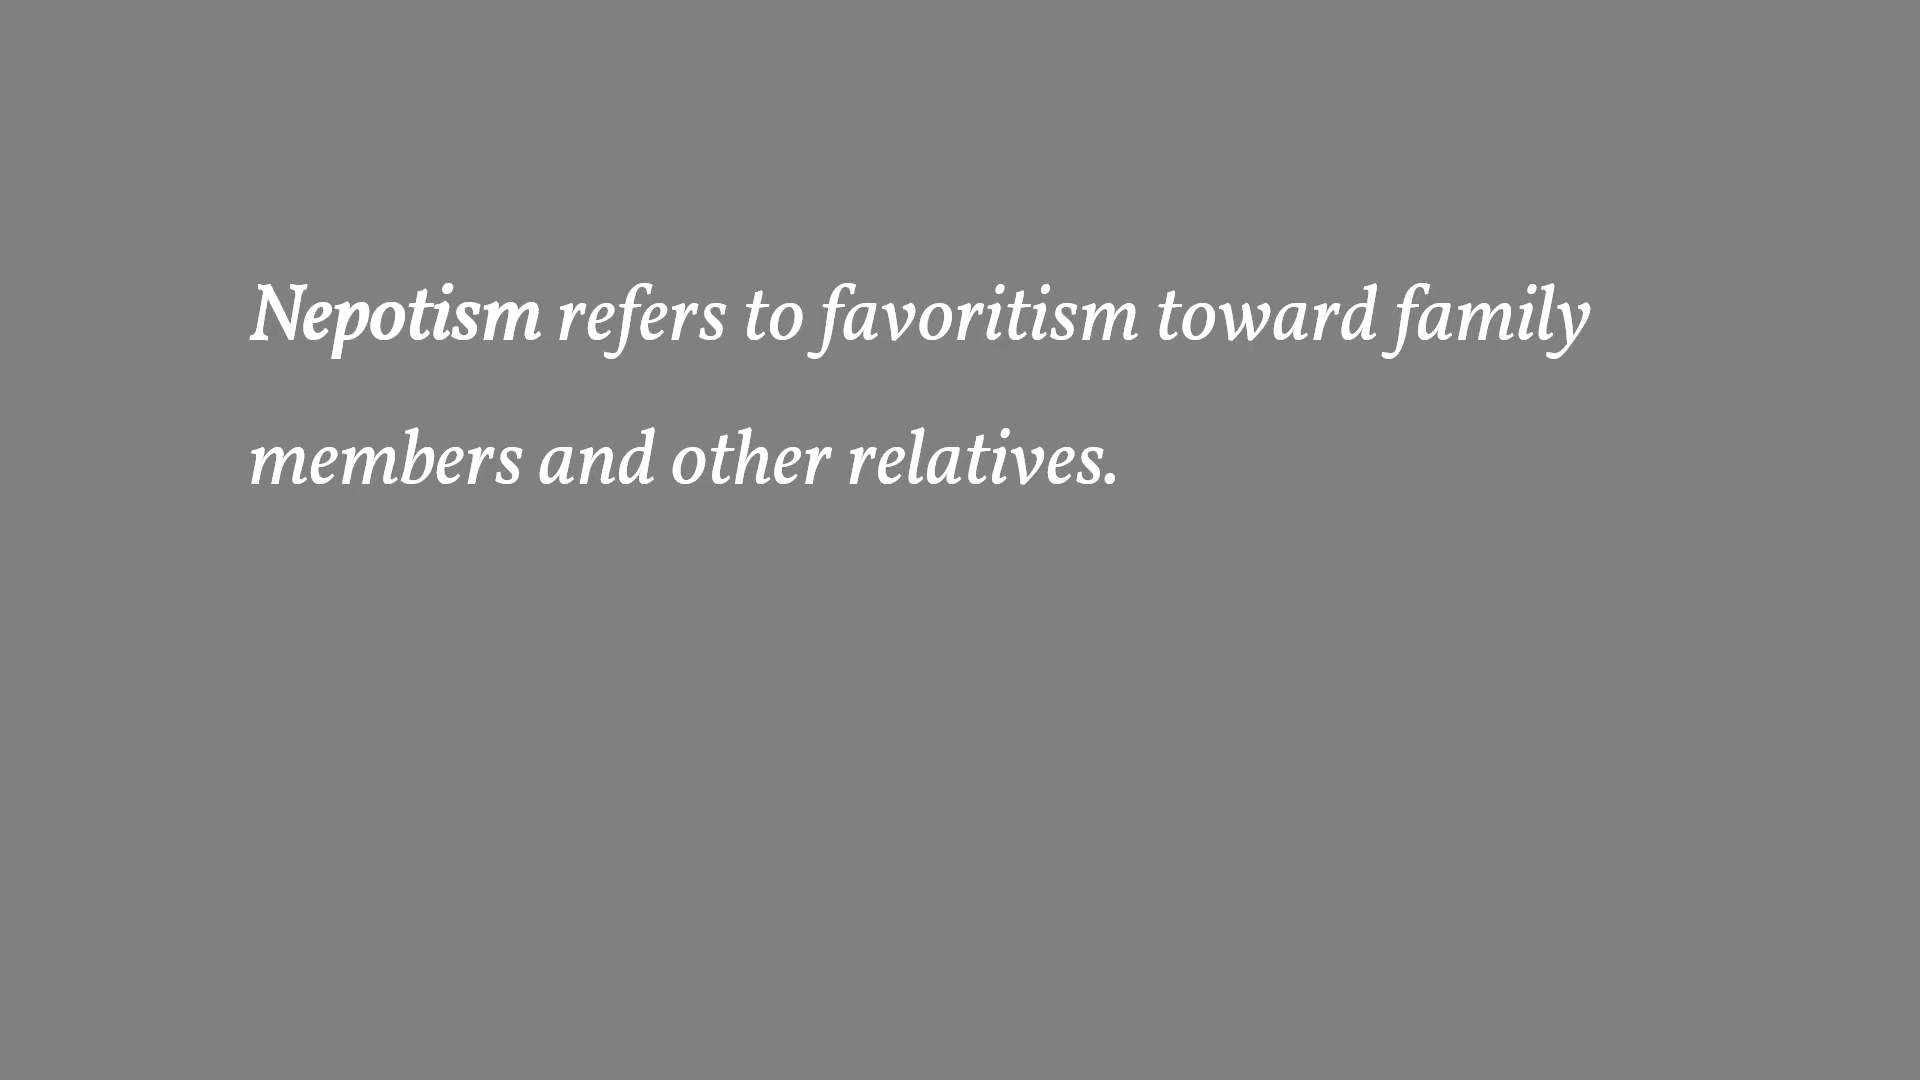 Nepotism refers to favoritism toward family
members and other relatives.